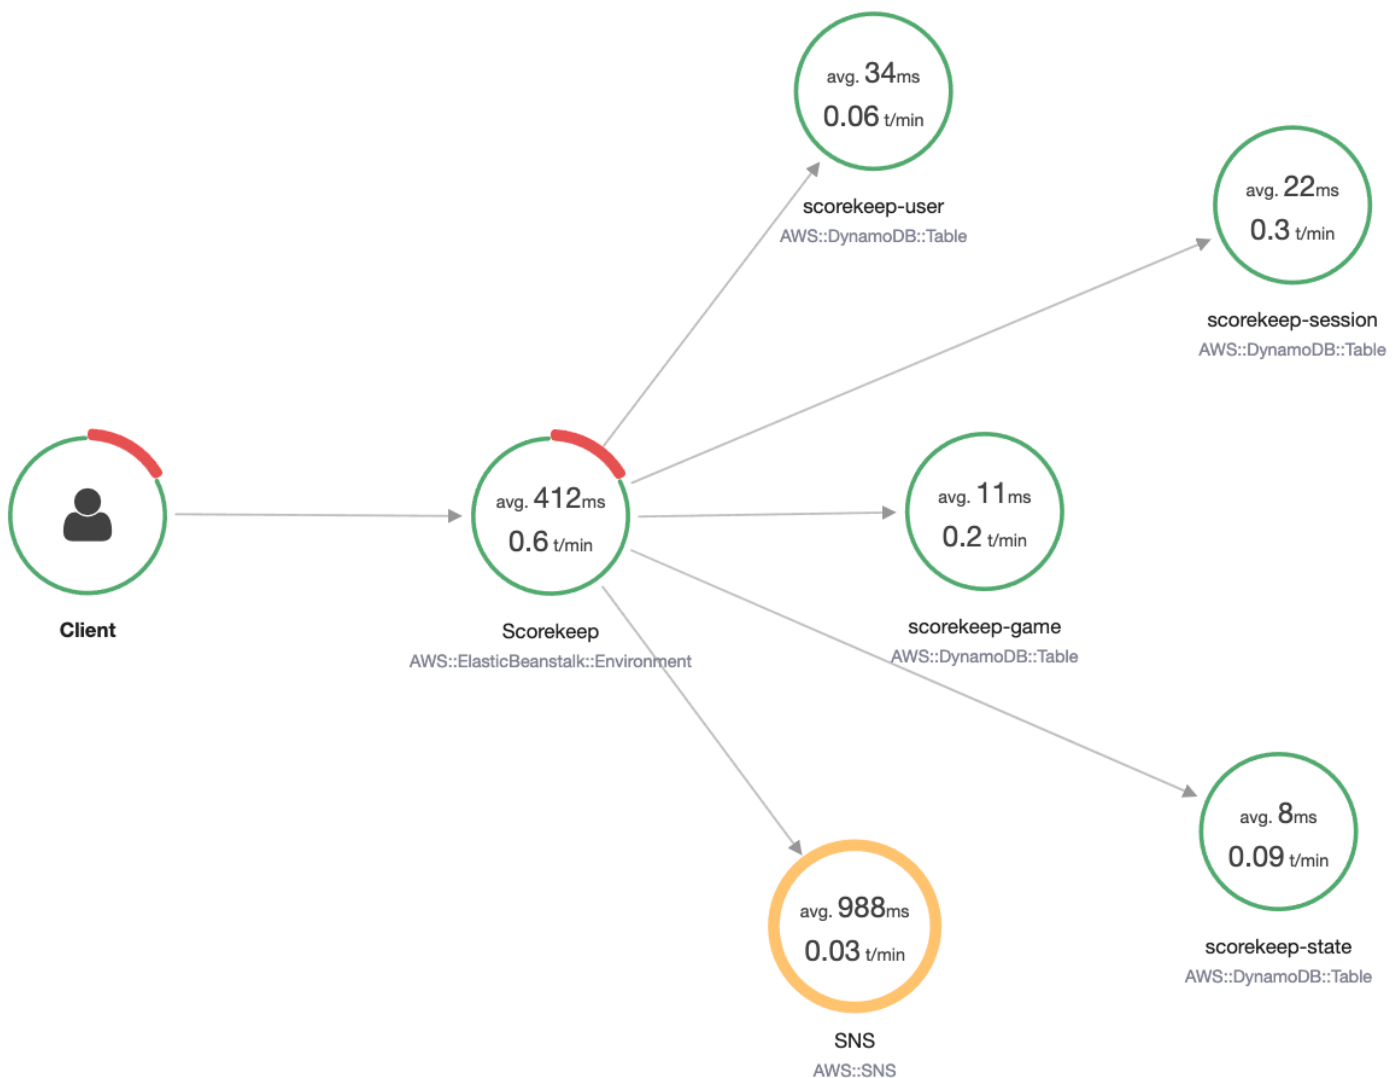 avg. 34ms
0.06 t/min
scorekeep-user
AWS::DynamoDB::Table
avg. 22ms
0.3 t/min
scorekeep-session
AWS::DynamoDB::Table
Client
avg. 412ms
0.6 t/min
Scorekeep
AWS::ElasticBeanstalk::Environment
avg. 11ms
0.2 t/min
scorekeep-game
AWS::DynamoDB::Table
avg. 8ms
0.09 t/min
scorekeep-state
AWS::DynamoDB::Table
avg. 988ms
0.03 t/min
SNS
AWS::SNS